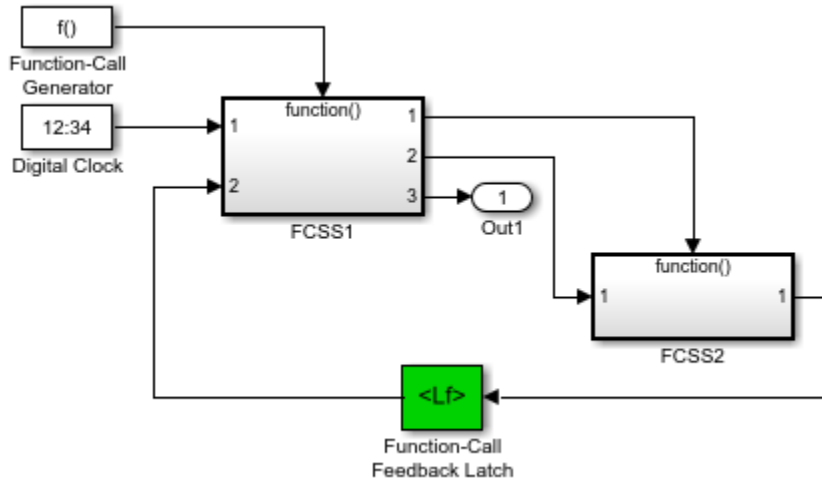 f()
Function-Call
Generator
12:34
Digital Clock
function()
1
2
1
2
3
FCSS1
1
Out1
function()
1
1
FCSS2
<Lf>
Function-Call
Feedback Latch